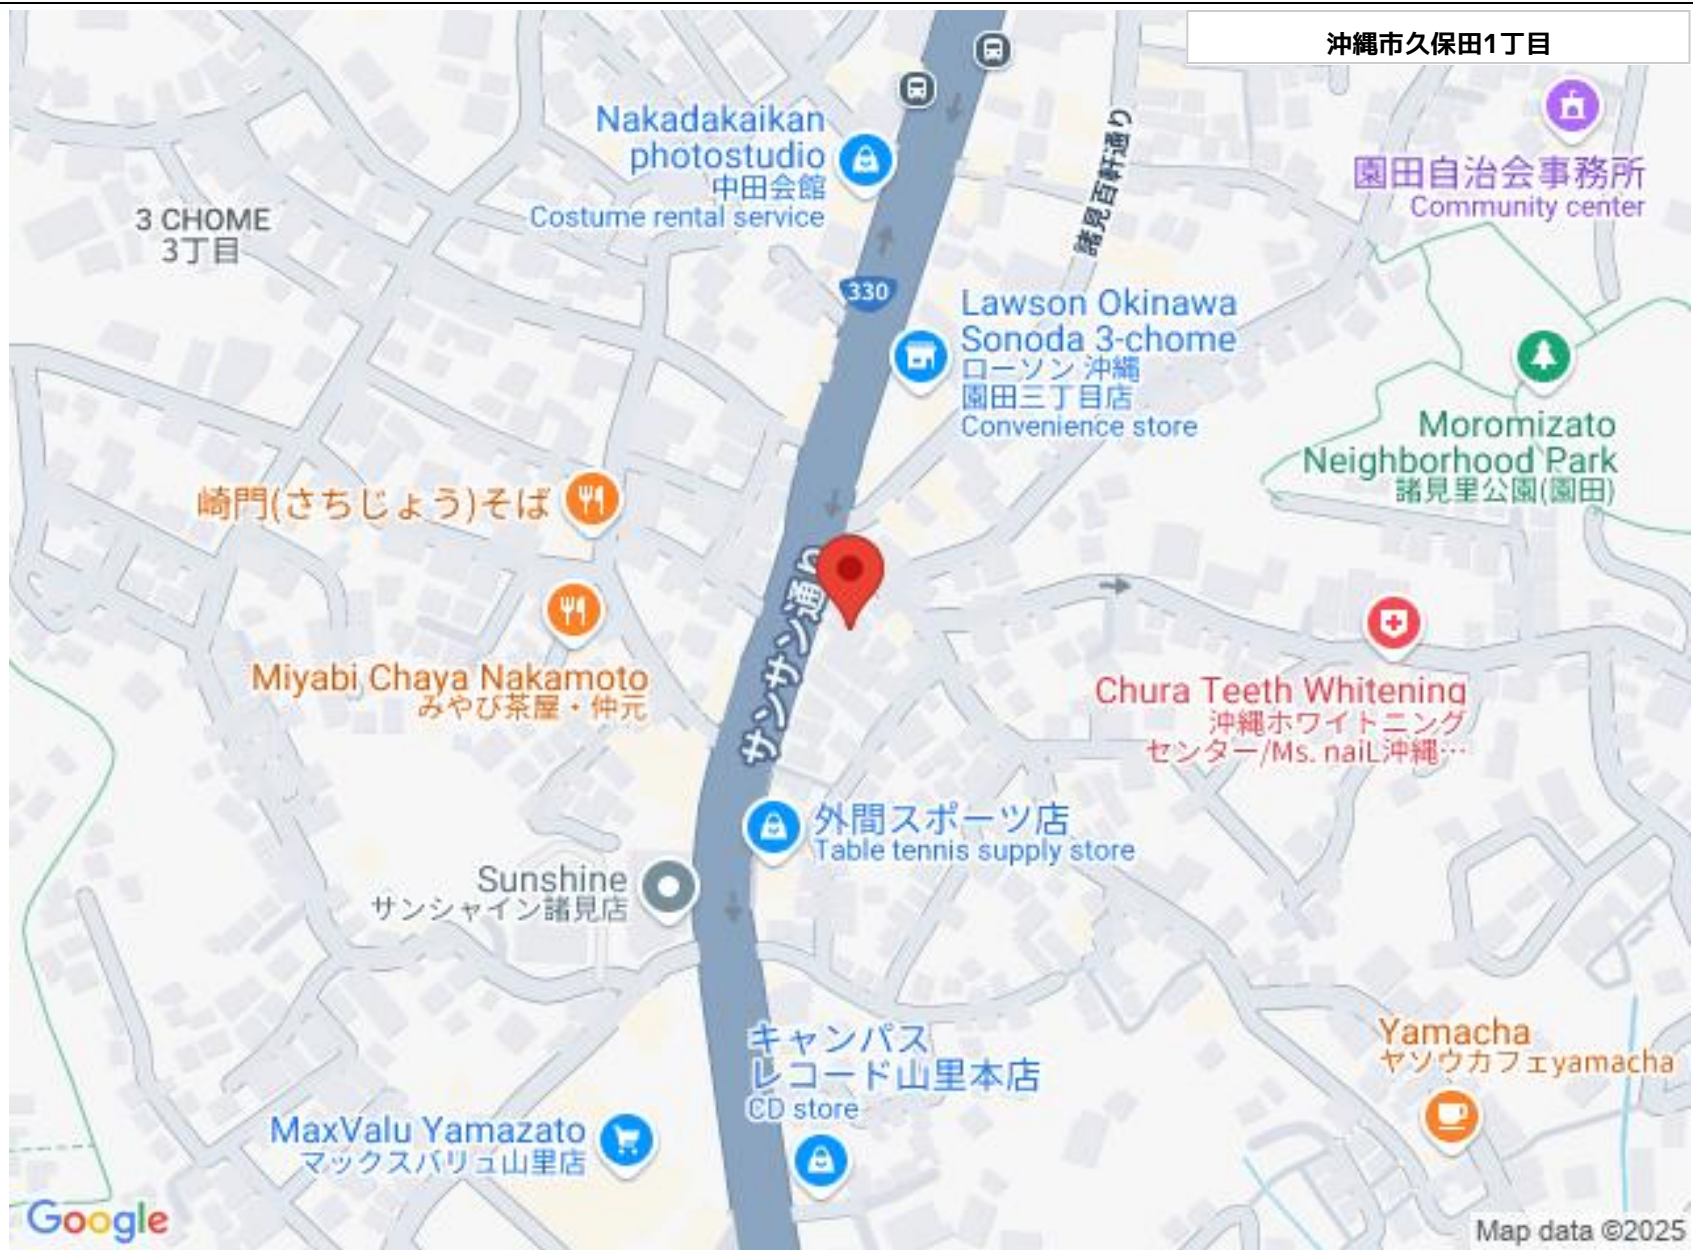 沖縄市久保田1丁目
Nakadakaikan
photostudio
中田会館
Costume rental service
諸見百軒通り
園田自治会事務所
Community center
3 CHOME
3丁目
330
Lawson Okinawa
Sonoda 3-chome
ローソン 沖縄
園田三丁目店
Convenience store
Moromizato
Neighborhood Park
諸見里公園(園田)
崎門(さちじょう)そば
サンサン通り
Miyabi Chaya Nakamoto
みやび茶屋・仲元
Chura Teeth Whitening
沖縄ホワイトニング
センター/Ms. naiL沖縄…
外間スポーツ店
Table tennis supply store
Sunshine
サンシャイン諸見店
キャンパス
レコード山里本店
CD store
Yamacha
ヤソウカフェyamacha
MaxValu Yamazato
マックスバリュ山里店
Google
Map data ©2025